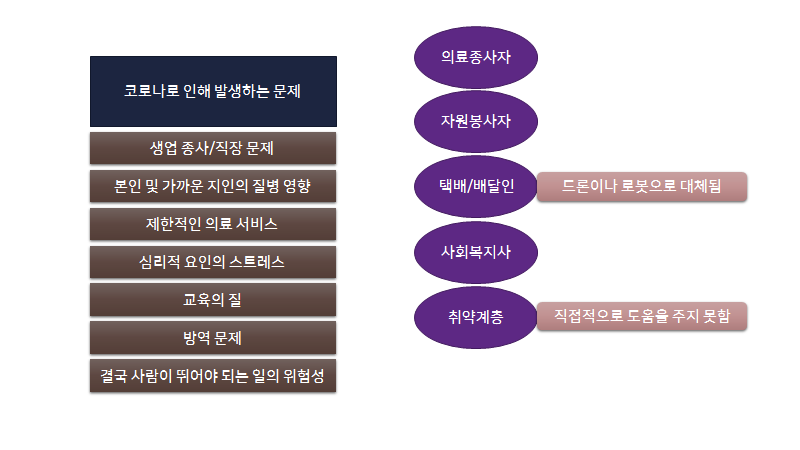 코로나로 인해 발생하는 문제
생업 종사/직장 문제
본인 및 가까운 지인의 질병 영향
제한적인 의료 서비스
심리적 요인의 스트레스
교육의 질
방역 문제
결국 사람이 뛰어야 되는 일의 위험성
의료종사자
자원봉사자
택배/배달인
드론이나 로봇으로 대체됨
사회복지사
취약계층
직접적으로 도움을 주지 못함